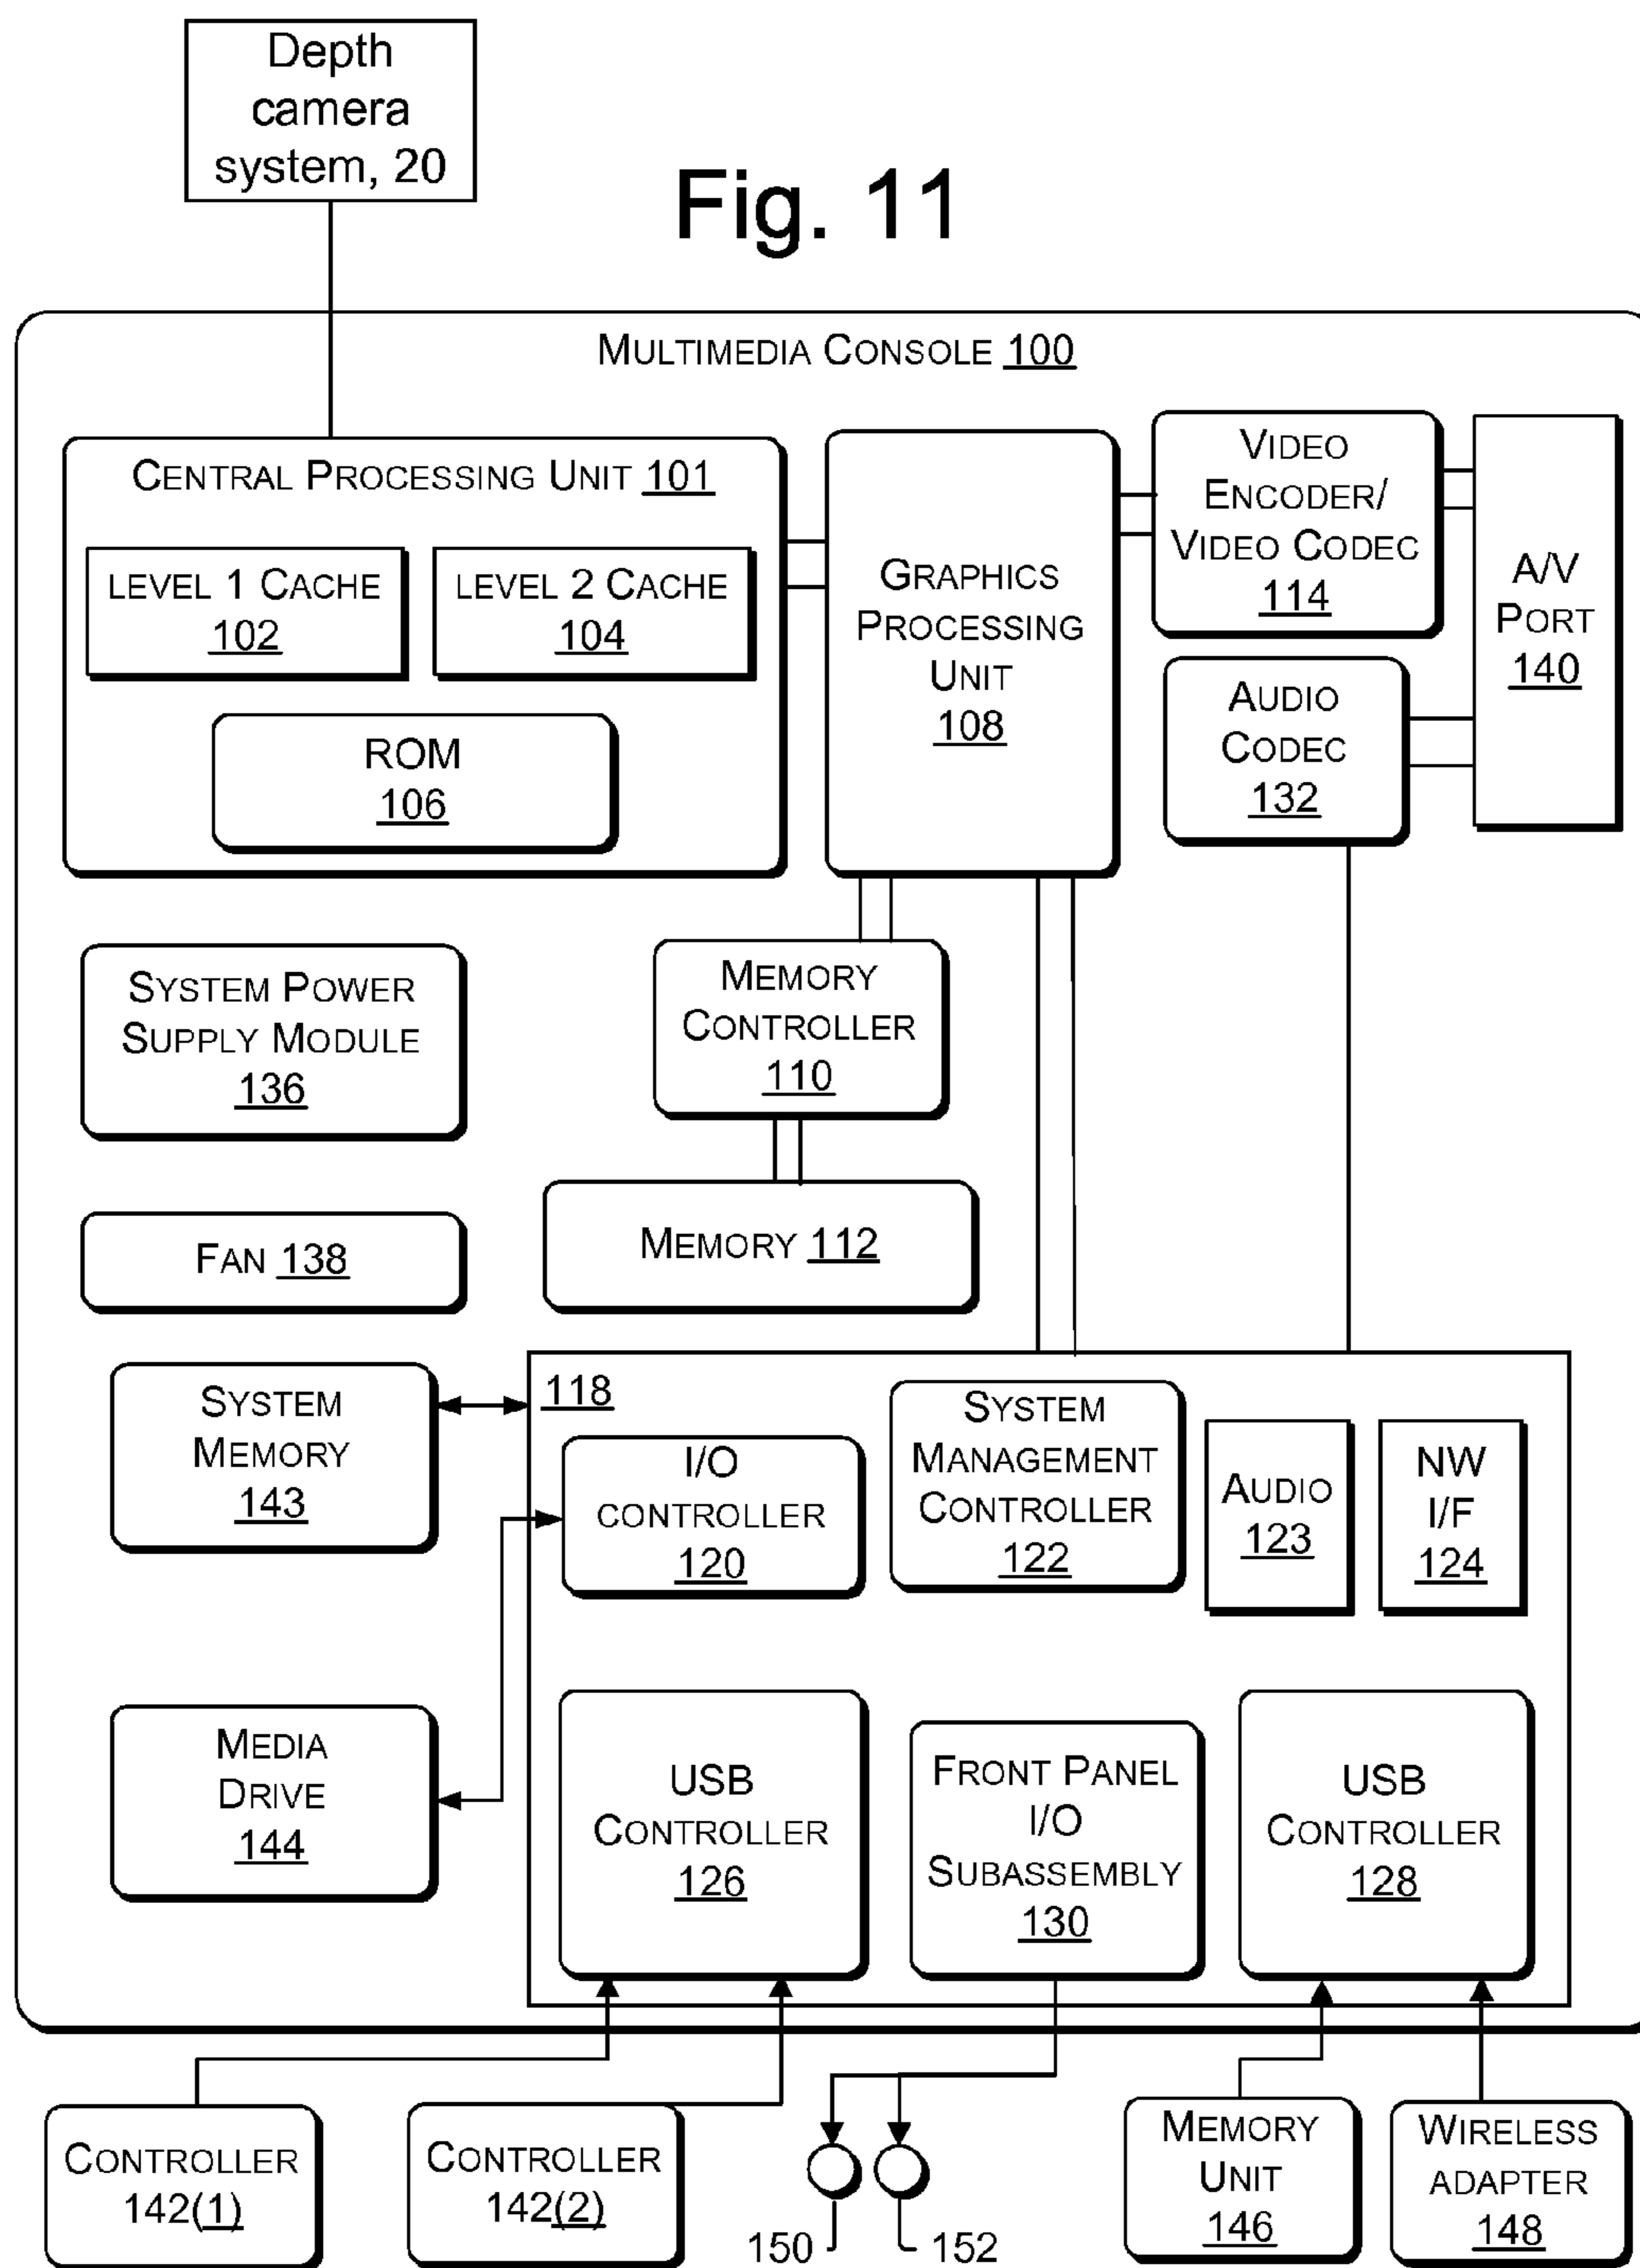 Depth
camera
system, 20
Fig. 11
MULTIMEDIA CONSOLE 100
CENTRAL PROCESSING UNIT 101
LEVEL 1 CACHE
102
LEVEL 2 CACHE
104
ROM
106
GRAPHICS
PROCESSING
UNIT
108
VIDEO
ENCODER/
VIDEO CODEC
114
AUDIO
CODEC
132
A/V
PORT
140
SYSTEM POWER
SUPPLY MODULE
136
MEMORY
CONTROLLER
110
FAN 138
MEMORY 112
SYSTEM
MEMORY
143
118
I/O
CONTROLLER
120
SYSTEM
MANAGEMENT
CONTROLLER
122
AUDIO
123
NW
I/F
124
MEDIA
DRIVE
144
USB
CONTROLLER
126
FRONT PANEL
I/O
SUBASSEMBLY
130
USB
CONTROLLER
128
CONTROLLER
142(1)
CONTROLLER
142(2)
150
152
MEMORY
UNIT
146
WIRELESS
ADAPTER
148